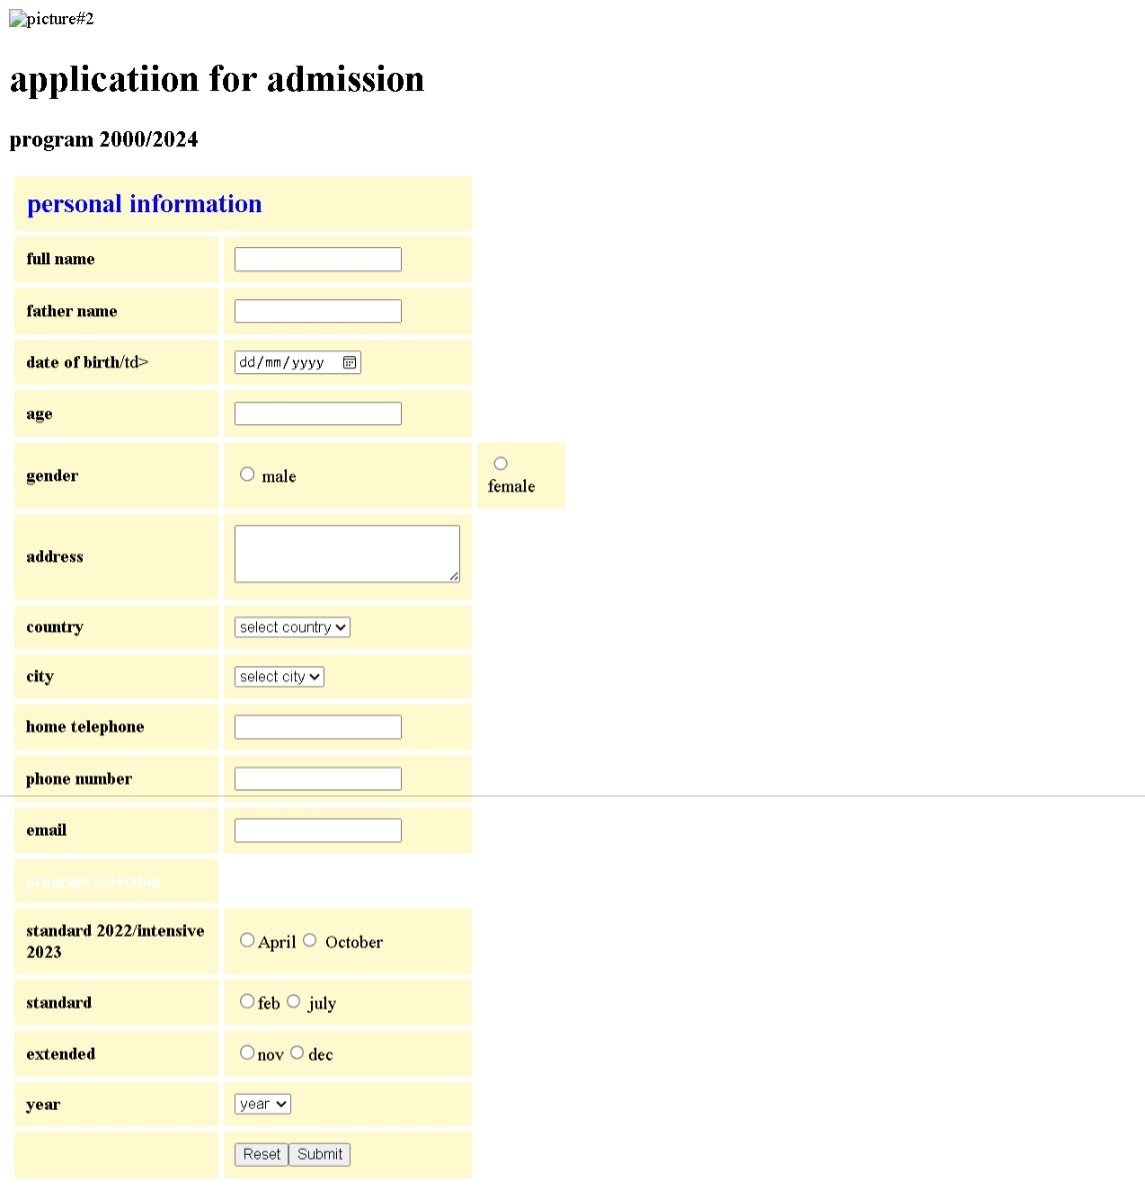 picture#2
applicatiion for admission
program 2000/2024
personal information
full name
father name
date of birth/td>
dd/mm/yyyy
age
gender
male
female
address
country
select country
city
select city
home telephone
phone number
email
program selection
standard 2022/intensive
2023
April October
standard
feb july
extended
nov dec
year
year
Reset Submit